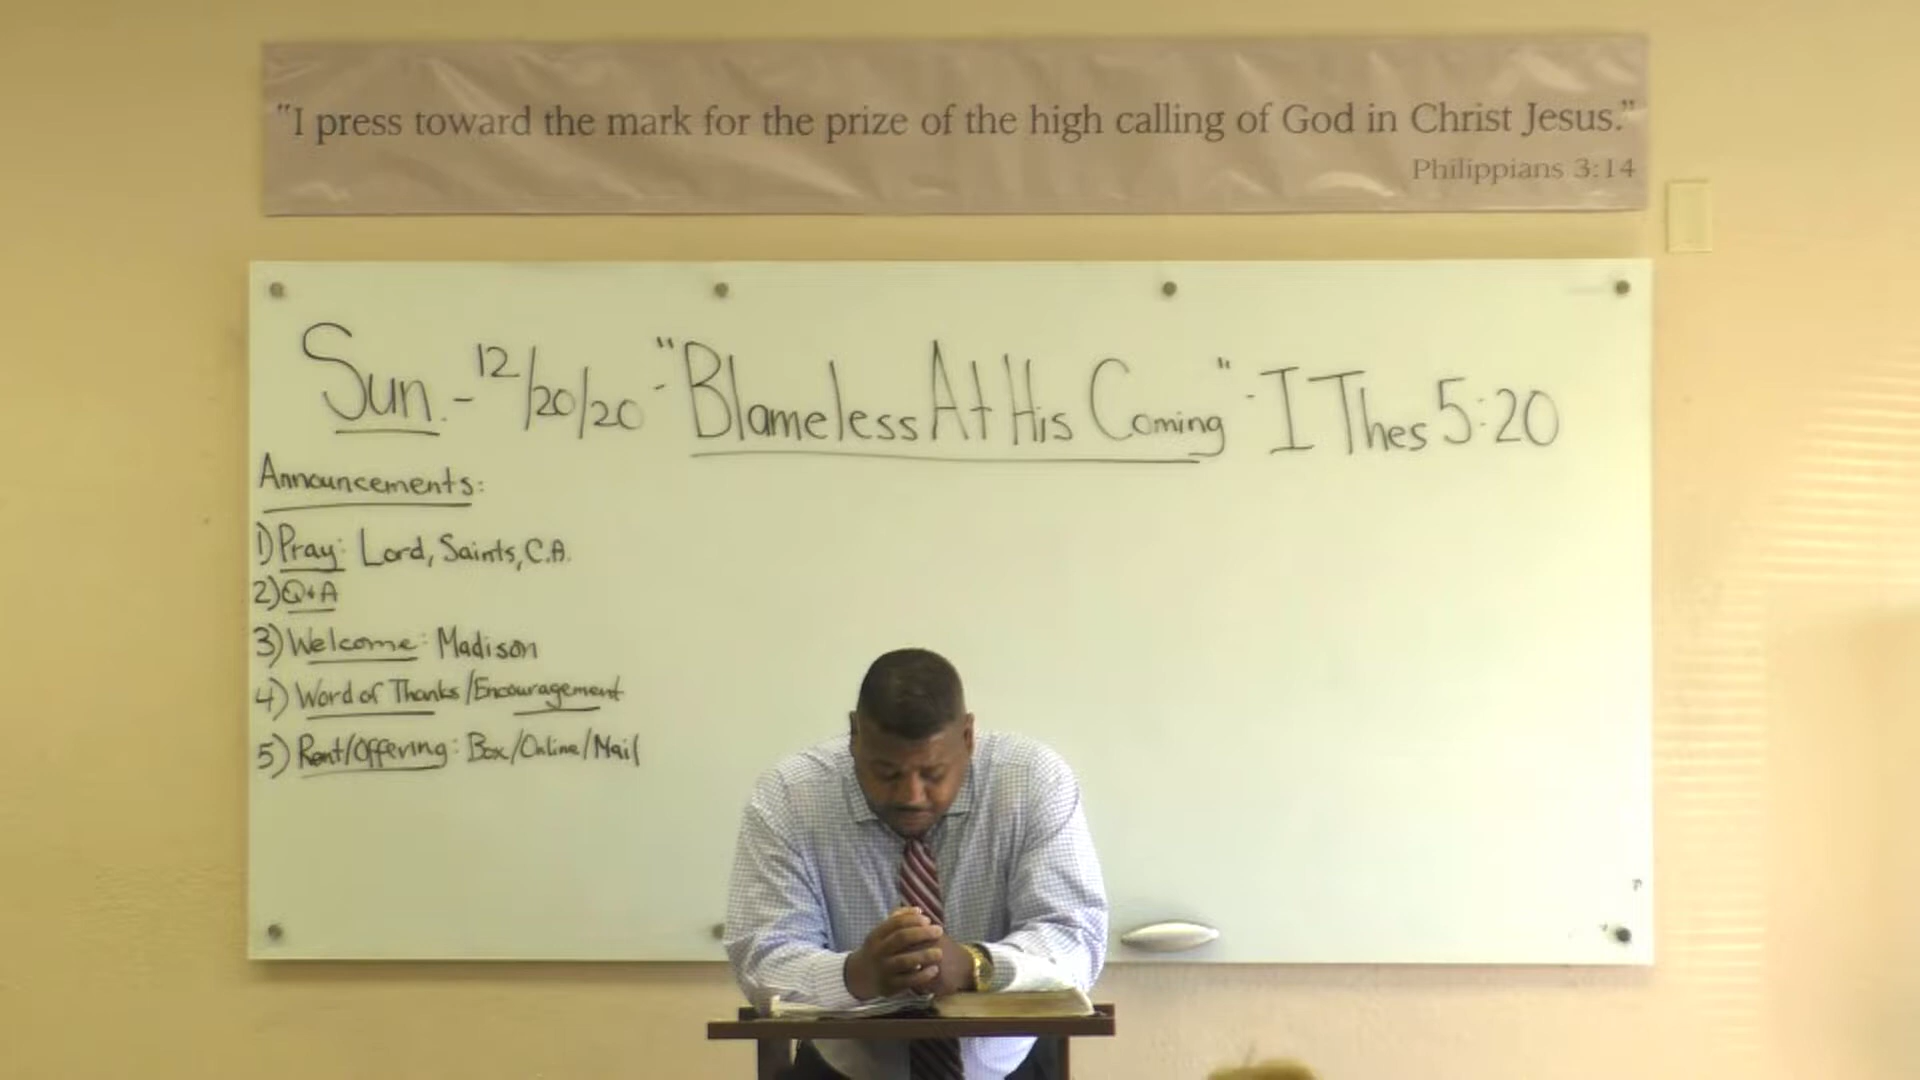 "I press toward the mark for the prize of the high calling of God in Christ Jesus."
Philippians 3:14
Sun. - 12/20/20 - "Blameless At His Coming" - I Thes 5:20
Announcements:
1) Pray: Lord, Saints, C.A.
2) Q+A
3) Welcome: Madison
4) Word of Thanks/Encouragement
5) Rent/Offering: Box/Online/Mail